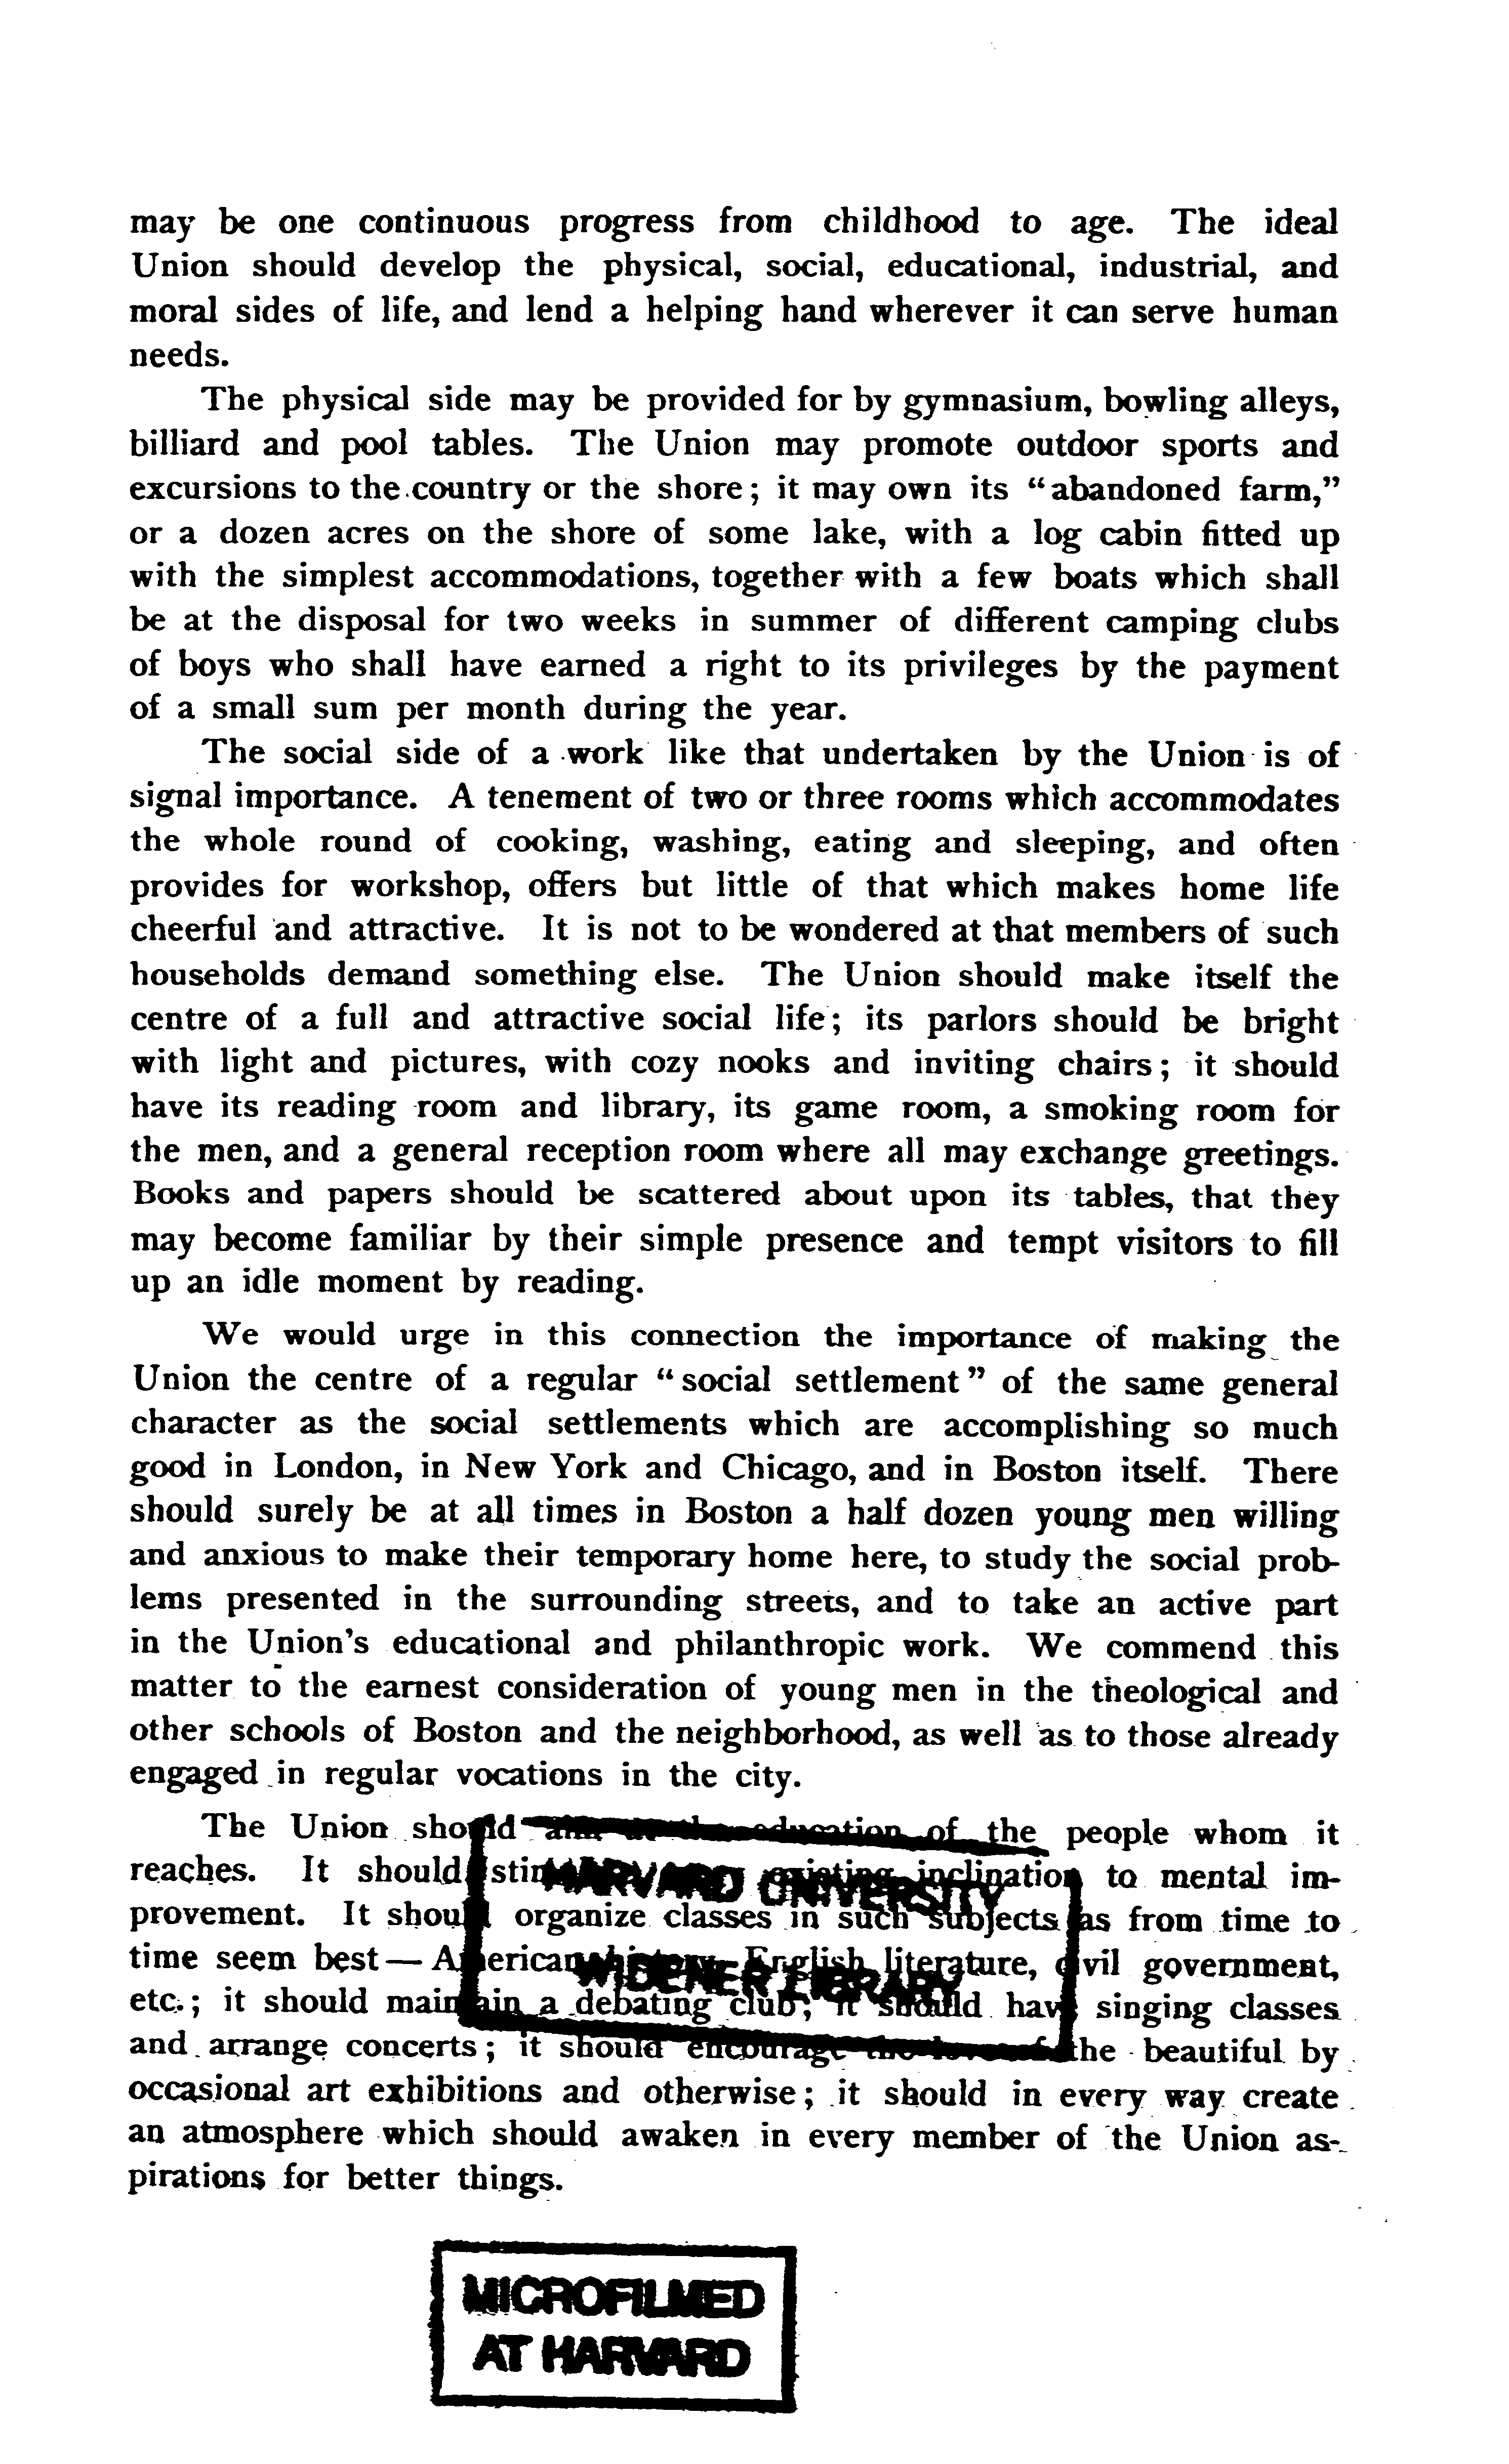 may be one continuous progress from childhood to age. The ideal
Union should develop the physical, social, educational, industrial, and
moral sides of life, and lend a helping hand wherever it can serve human
needs.
The physical side may be provided for by gymnasium, bowling alleys,
billiard and pool tables. The Union may promote outdoor sports and
excursions to the country or the shore; it may own its “abandoned farm,”
or a dozen acres on the shore of some lake, with a log cabin fitted up
with the simplest accommodations, together with a few boats which shall
be at the disposal for two weeks in summer of different camping clubs
of boys who shall have earned a right to its privileges by the payment
of a small sum per month during the year.
The social side of a work like that undertaken by the Union is of
signal importance. A tenement of two or three rooms which accommodates
the whole round of cooking, washing, eating and sleeping, and often
provides for workshop, offers but little of that which makes home life
cheerful and attractive. It is not to be wondered at that members of such
households demand something else. The Union should make itself the
centre of a full and attractive social life; its parlors should be bright
with light and pictures, with cozy nooks and inviting chairs; it should
have its reading room and library, its game room, a smoking room for
the men, and a general reception room where all may exchange greetings.
Books and papers should be scattered about upon its tables, that they
may become familiar by their simple presence and tempt visitors to fill
up an idle moment by reading.
We would urge in this connection the importance of making the
Union the centre of a regular “social settlement” of the same general
character as the social settlements which are accomplishing so much
good in London, in New York and Chicago, and in Boston itself. There
should surely be at all times in Boston a half dozen young men willing
and anxious to make their temporary home here, to study the social prob-
lems presented in the surrounding streets, and to take an active part
in the Union's educational and philanthropic work. We commend this
matter to the earnest consideration of young men in the theological and
other schools of Boston and the neighborhood, as well as to those already
engaged in regular vocations in the city.
The Union should aim at the education of the people whom it
reaches. It should existing inclination to mental im-
provement. It should organize classes in such subjects as from time to
time seem best—American history, English literature, civil government,
etc.; it should maintain a debating club; it should have singing classes
and arrange concerts; it should encourage the love of the beautiful by
occasional art exhibitions and otherwise; it should in every way create
an atmosphere which should awaken in every member of the Union as-
pirations for better things.
HARVARD UNIVERSITY
WIDENER LIBRARY
MICROFILMED
AT HARVARD